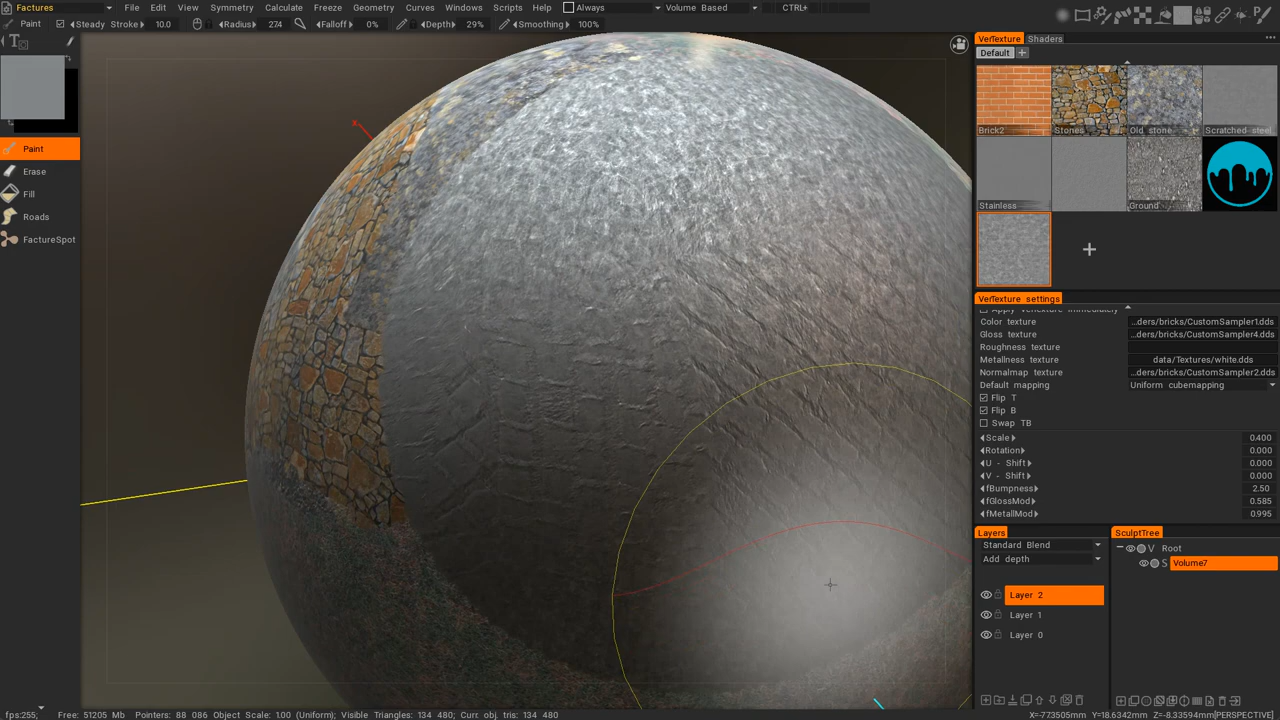 Factures File Edit View Symmetry Calculate Freeze Geometry Curves Windows Scripts Help Always Volume Based CTRL+
Paint Steady Stroke 10.0 Radius 274 Falloff 0% Depth 29% Smoothing 100%
Paint
Erase
Fill
Roads
FactureSpot
x
VerTexture Shaders
Default +
Brick2 Stones Old stone Scratched steel
Stainless Ground
VerTexture settings
Apply VerTexture Immediately
Color texture ...ders/bricks/CustomSampler1.dds
Gloss texture ...ders/bricks/CustomSampler4.dds
Roughness texture
Metallness texture data/Textures/white.dds
Normalmap texture ...ders/bricks/CustomSampler2.dds
Default mapping Uniform cubemapping
Flip T
Flip B
Swap TB
Scale 0.400
Rotation 0.000
U - Shift 0.000
V - Shift 0.000
fBumpness 2.50
fGlossMod 0.585
fMetallMod 0.995
Layers
Standard Blend
Add depth
Layer 2
Layer 1
Layer 0
SculptTree
V Root
S Volume7
fps:255; Free: 51205 Mb Pointers: 88 086 Object Scale: 1.00 (Uniform); Visible Triangles: 134 480; Curr. obj. tris: 134 480 X=-7.73505mm Y=18.6342mm Z=-8.33594mm [PERSPECTIVE]